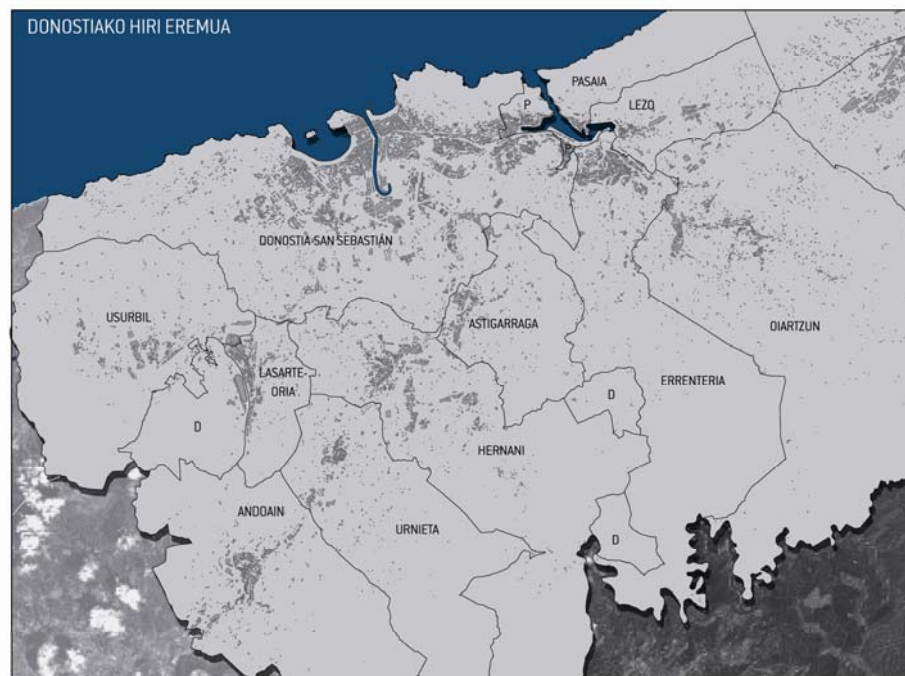 DONOSTIAKO HIRI EREMUA
PASAIA
P
LEZO
P
DONOSTIA-SAN SEBASTIÁN
USURBIL
ASTIGARRAGA
OIARTZUN
LASARTE-
ORIA
ERRENTERIA
D
D
HERNANI
ANDOAIN
URNIETA
D